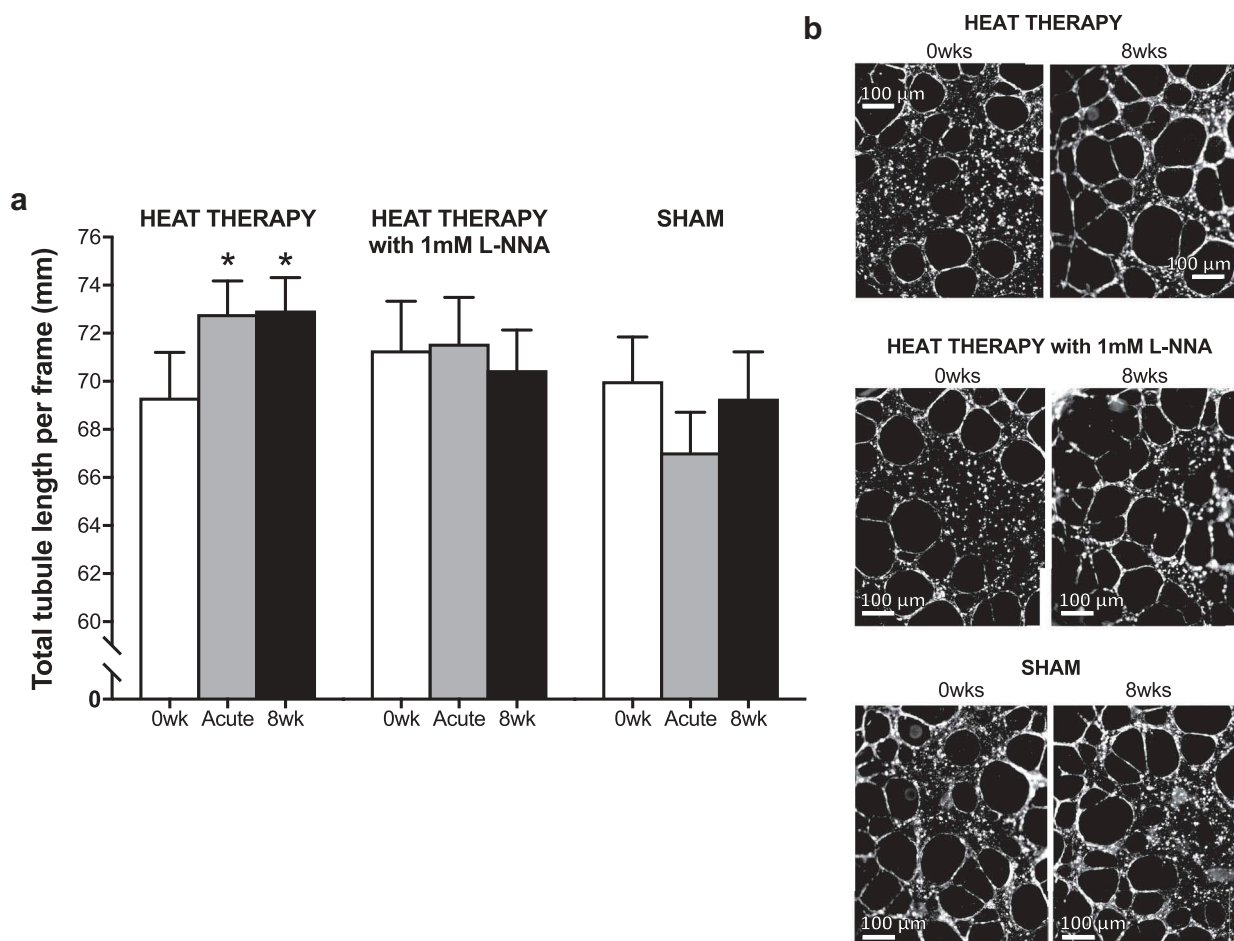 a
HEAT THERAPY
HEAT THERAPY
with 1mM L-NNA
SHAM
Total tubule length per frame (mm)
76
74
72
70
68
66
64
62
60
0
* *
0wk Acute 8wk
0wk Acute 8wk
0wk Acute 8wk
b
HEAT THERAPY
0wks 8wks
100 µm
100 µm
HEAT THERAPY with 1mM L-NNA
0wks 8wks
100 µm 100 µm
SHAM
0wks 8wks
100 µm 100 µm